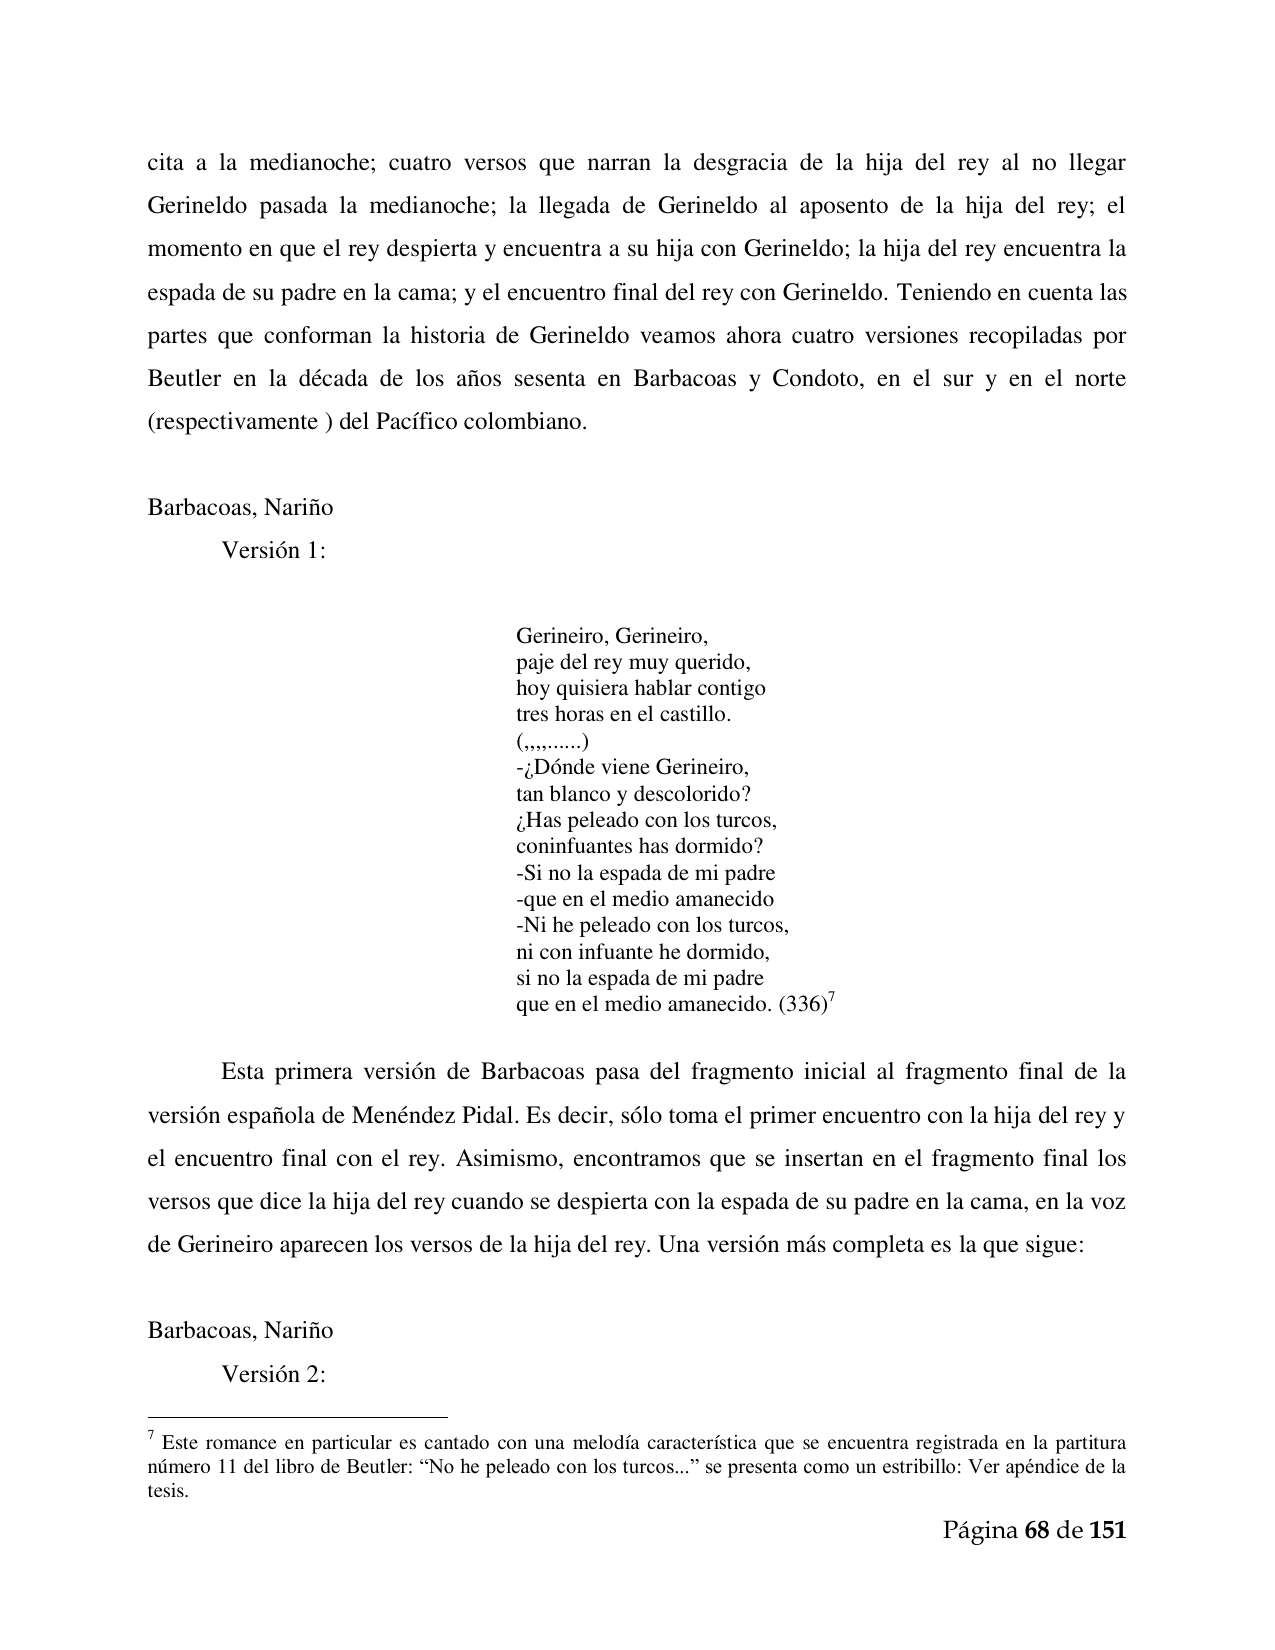 cita a la medianoche; cuatro versos que narran la desgracia de la hija del rey al no llegar
Gerineldo pasada la medianoche; la llegada de Gerineldo al aposento de la hija del rey; el
momento en que el rey despierta y encuentra a su hija con Gerineldo; la hija del rey encuentra la
espada de su padre en la cama; y el encuentro final del rey con Gerineldo. Teniendo en cuenta las
partes que conforman la historia de Gerineldo veamos ahora cuatro versiones recopiladas por
Beutler en la década de los años sesenta en Barbacoas y Condoto, en el sur y en el norte
(respectivamente ) del Pacífico colombiano.
Barbacoas, Nariño
Versión 1:
Gerineiro, Gerineiro,
paje del rey muy querido,
hoy quisiera hablar contigo
tres horas en el castillo.
(,,,,......)
-¿Dónde viene Gerineiro,
tan blanco y descolorido?
¿Has peleado con los turcos,
coninfuantes has dormido?
-Si no la espada de mi padre
-que en el medio amanecido
-Ni he peleado con los turcos,
ni con infuante he dormido,
si no la espada de mi padre
que en el medio amanecido. (336)7
Esta primera versión de Barbacoas pasa del fragmento inicial al fragmento final de la
versión española de Menéndez Pidal. Es decir, sólo toma el primer encuentro con la hija del rey y
el encuentro final con el rey. Asimismo, encontramos que se insertan en el fragmento final los
versos que dice la hija del rey cuando se despierta con la espada de su padre en la cama, en la voz
de Gerineiro aparecen los versos de la hija del rey. Una versión más completa es la que sigue:
Barbacoas, Nariño
Versión 2:
7 Este romance en particular es cantado con una melodía característica que se encuentra registrada en la partitura
número 11 del libro de Beutler: “No he peleado con los turcos...” se presenta como un estribillo: Ver apéndice de la
tesis.
Página 68 de 151